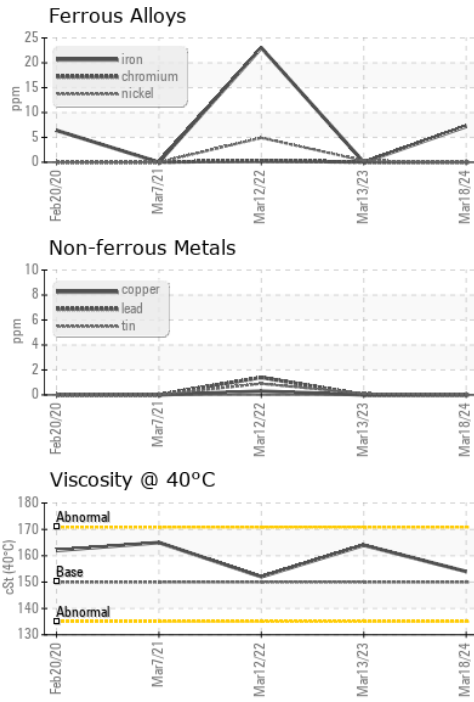 Ferrous Alloys
25
20
15
10
5
0
ppm
iron
chromium
nickel
Feb20/20
Mar7/21
Mar12/22
Mar13/23
Mar18/24
Non-ferrous Metals
10
8
6
4
2
0
ppm
copper
lead
tin
Feb20/20
Mar7/21
Mar12/22
Mar13/23
Mar18/24
Viscosity @ 40°C
180
170
160
150
140
130
cSt (40°C)
Abnormal
Base
Abnormal
Feb20/20
Mar7/21
Mar12/22
Mar13/23
Mar18/24